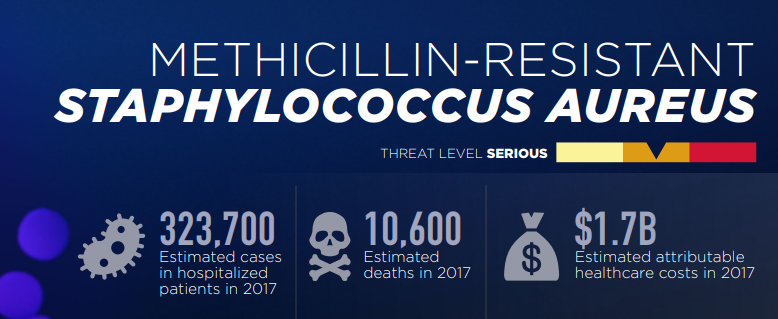 METHICILLIN-RESISTANT
STAPHYLOCOCCUS AUREUS
THREAT LEVEL SERIOUS
323,700
Estimated cases
in hospitalized
patients in 2017
10,600
Estimated
deaths in 2017
$
$1.7B
Estimated attributable
healthcare costs in 2017